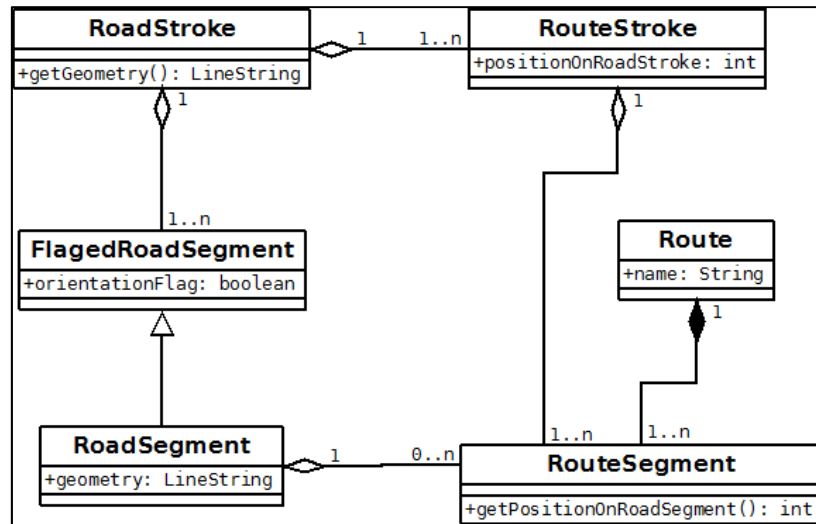 RoadStroke
+getGeometry(): LineString
1
1..n
RouteStroke
+positionOnRoadStroke: int
1
1
1..n
FlagedRoadSegment
+orientationFlag: boolean
Route
+name: String
1
RoadSegment
+geometry: LineString
1
0..n
1..n
1..n
RouteSegment
+getPositionOnRoadSegment(): int